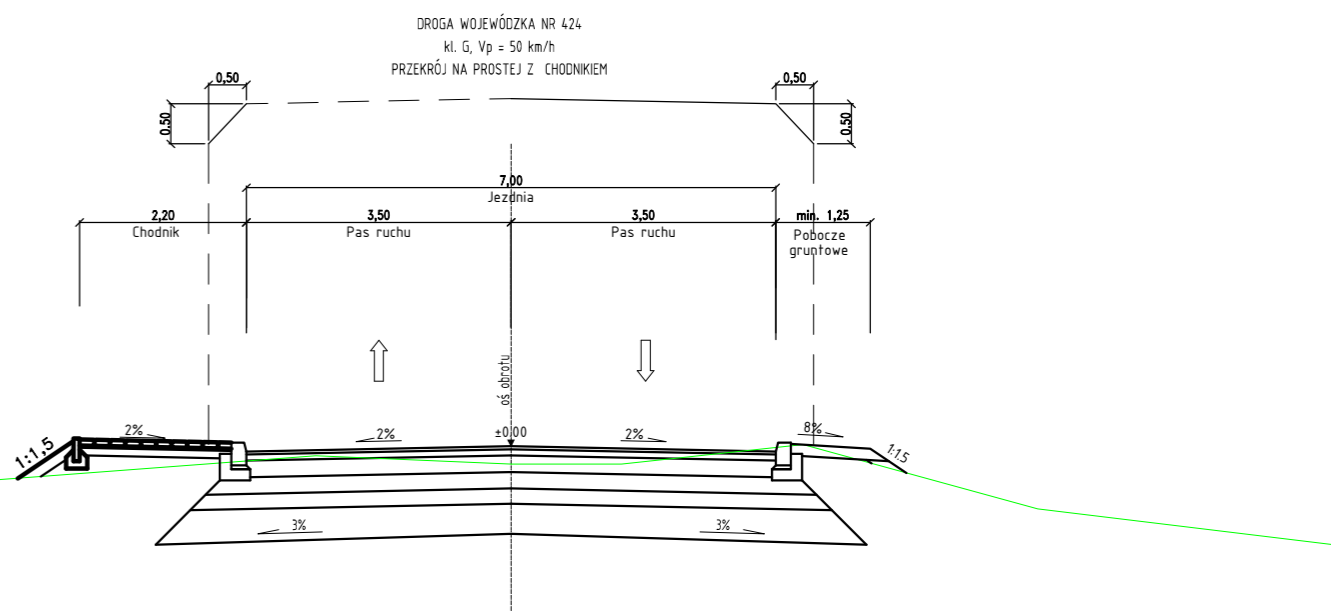 DROGA WOJEWÓDZKA NR 424
kl. G, Vp = 50 km/h
PRZEKRÓJ NA PROSTEJ Z CHODNIKIEM
0,50
0,50
0.50
0.50
7,00
Jezdnia
2,20
3,50
3,50
min. 1,25
Chodnik
Pas ruchu
Pas ruchu
Pobocze
gruntowe
oś obrotu
2%
2%
±0,00
2%
8%
1:1,5
1:1.5
3%
3%